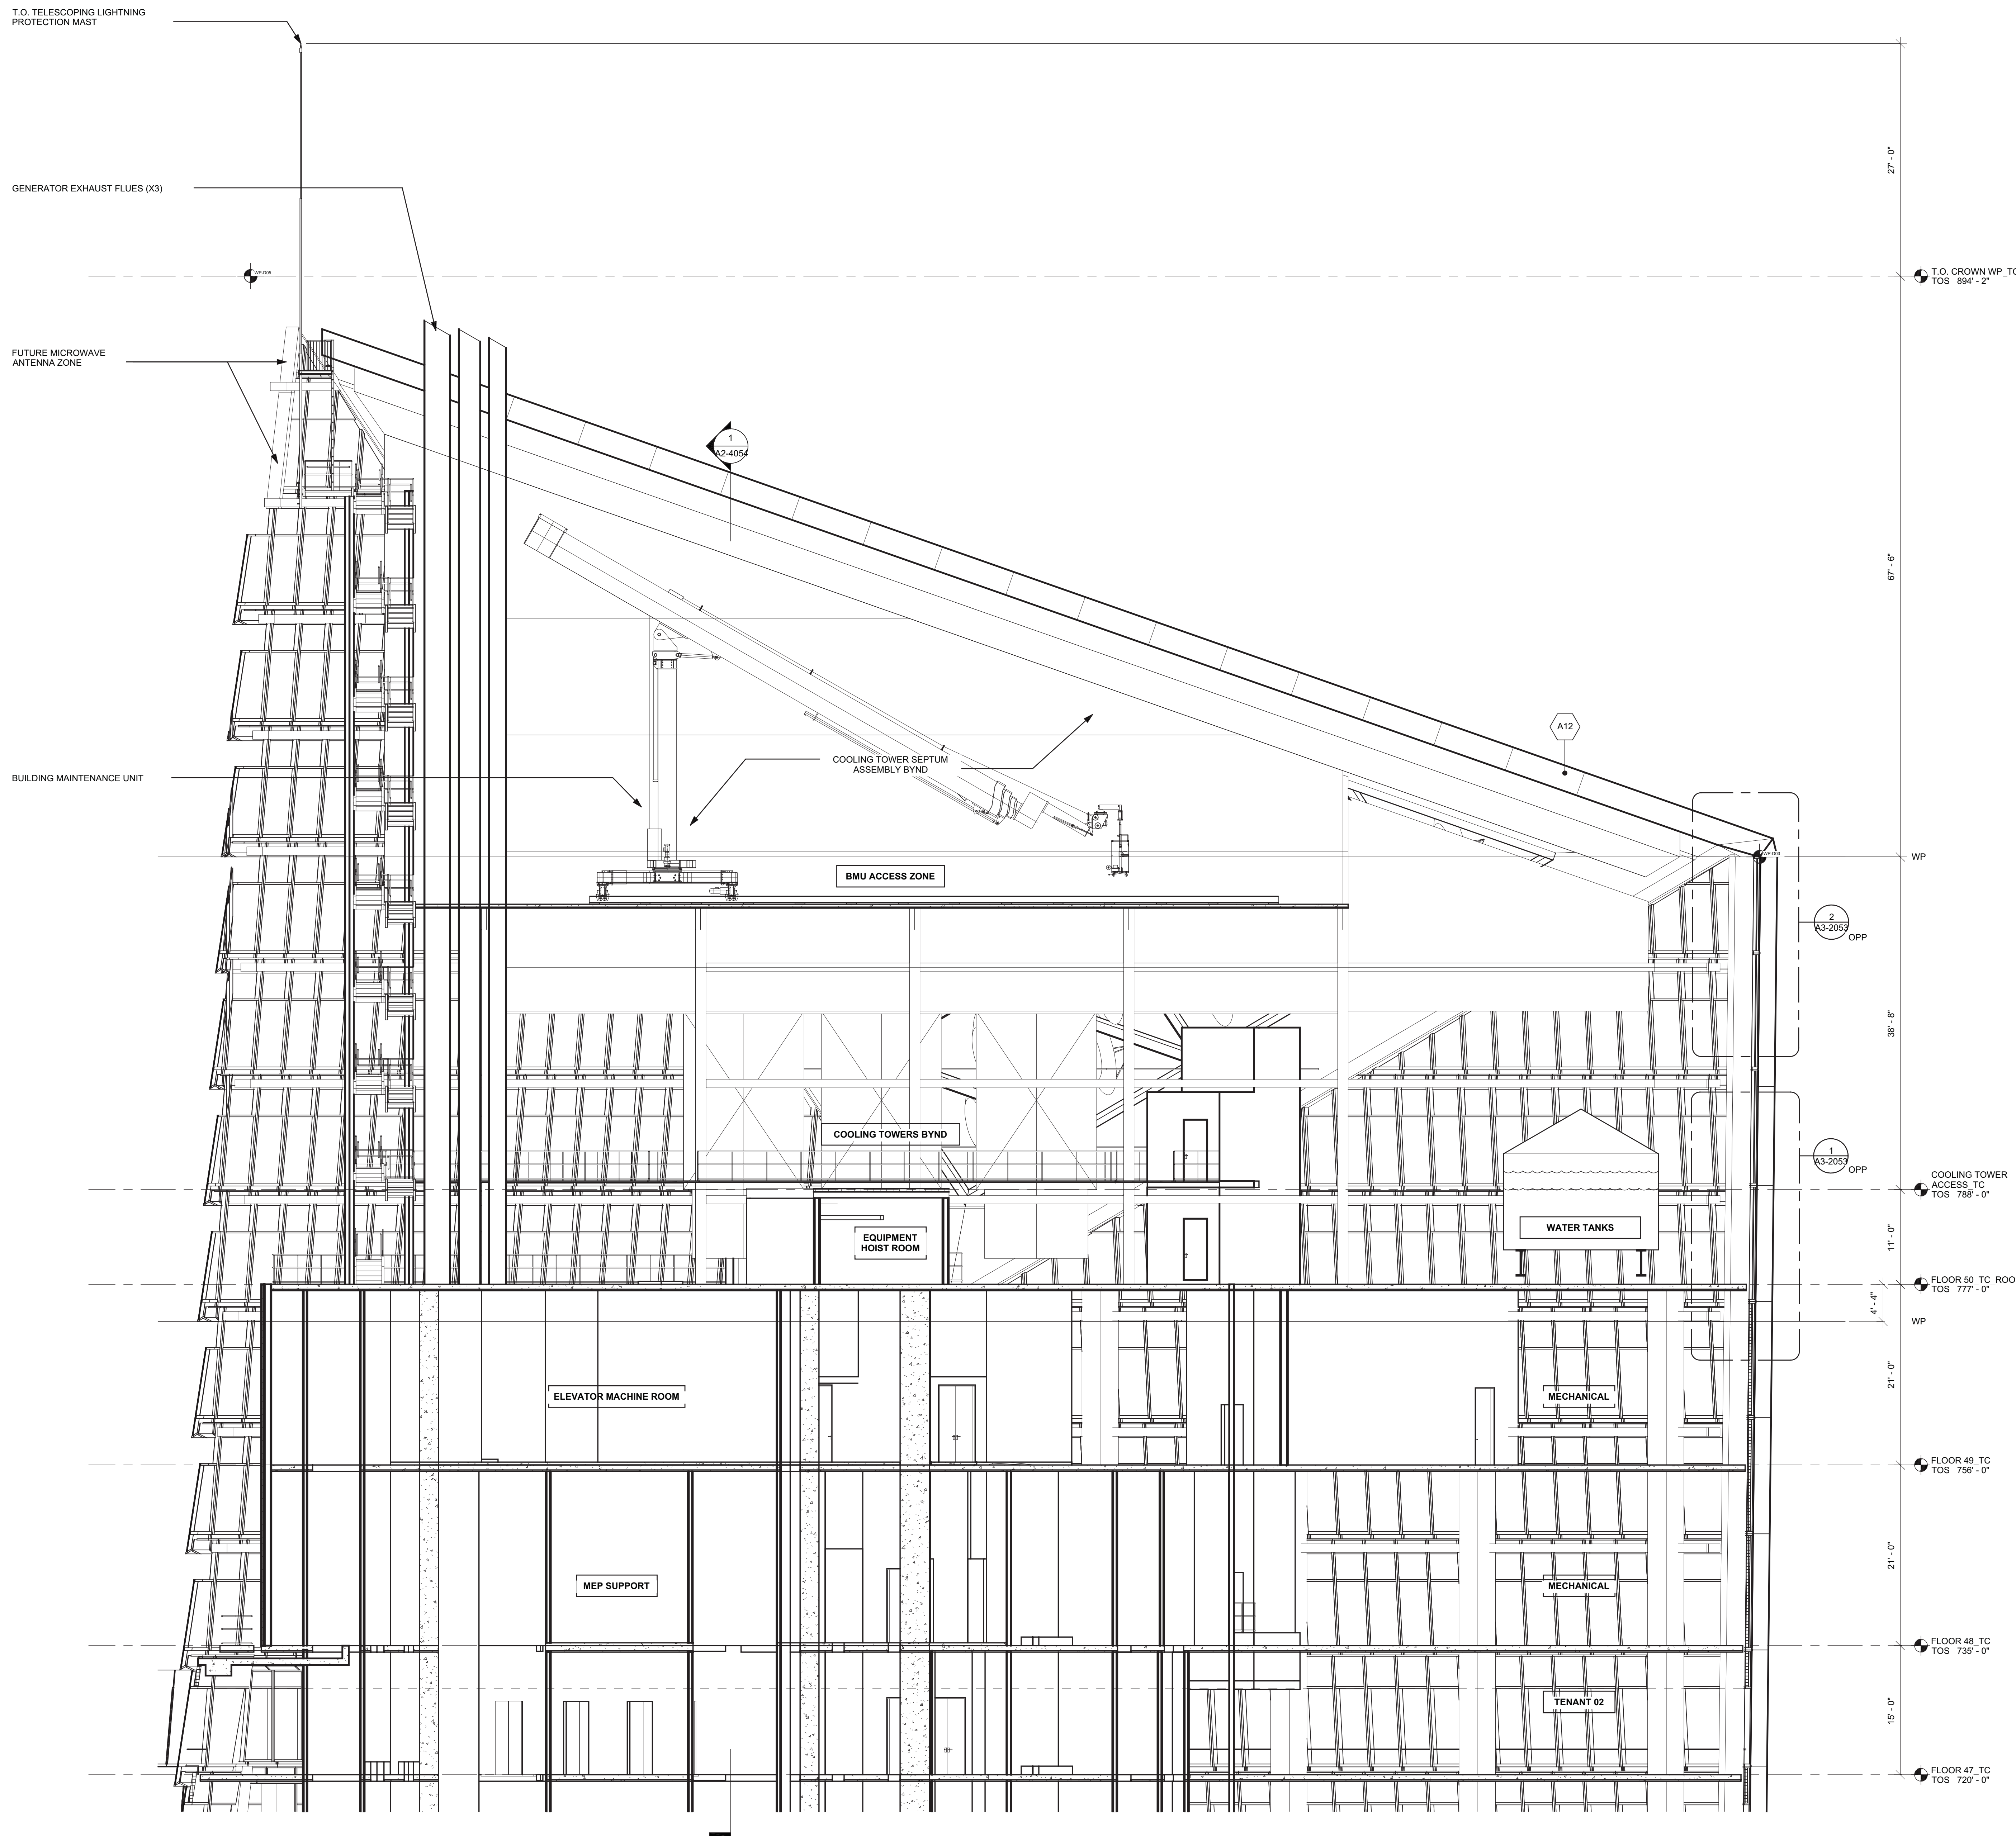 T.O. TELESCOPING LIGHTNING
PROTECTION MAST
27' - 0"
GENERATOR EXHAUST FLUES (X3)
WP-D05
T.O. CROWN WP_TC
TOS 894' - 2"
FUTURE MICROWAVE
ANTENNA ZONE
1
A2-4054
67' - 6"
A12
COOLING TOWER SEPTUM
ASSEMBLY BYND
BUILDING MAINTENANCE UNIT
WP-D03
WP
BMU ACCESS ZONE
2
A3-2053
OPP
38' - 8"
COOLING TOWERS BYND
1
A3-2053
OPP
COOLING TOWER
ACCESS_TC
TOS 788' - 0"
WATER TANKS
EQUIPMENT
HOIST ROOM
11' - 0"
FLOOR 50_TC_ROO
TOS 777' - 0"
4' - 4"
WP
21' - 0"
ELEVATOR MACHINE ROOM
MECHANICAL
FLOOR 49_TC
TOS 756' - 0"
21' - 0"
MEP SUPPORT
MECHANICAL
FLOOR 48_TC
TOS 735' - 0"
TENANT 02
15' - 0"
FLOOR 47_TC
TOS 720' - 0"